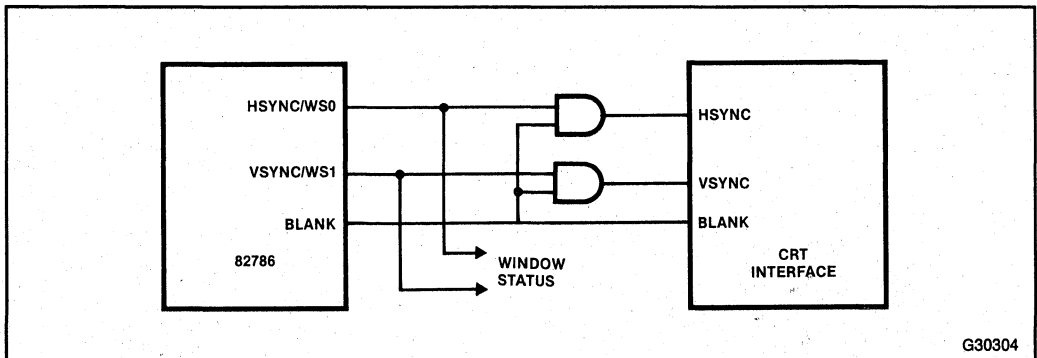 HSYNC/WS0
VSYNC/WS1
BLANK
82786
WINDOW
STATUS
HSYNC
VSYNC
BLANK
CRT
INTERFACE
G30304